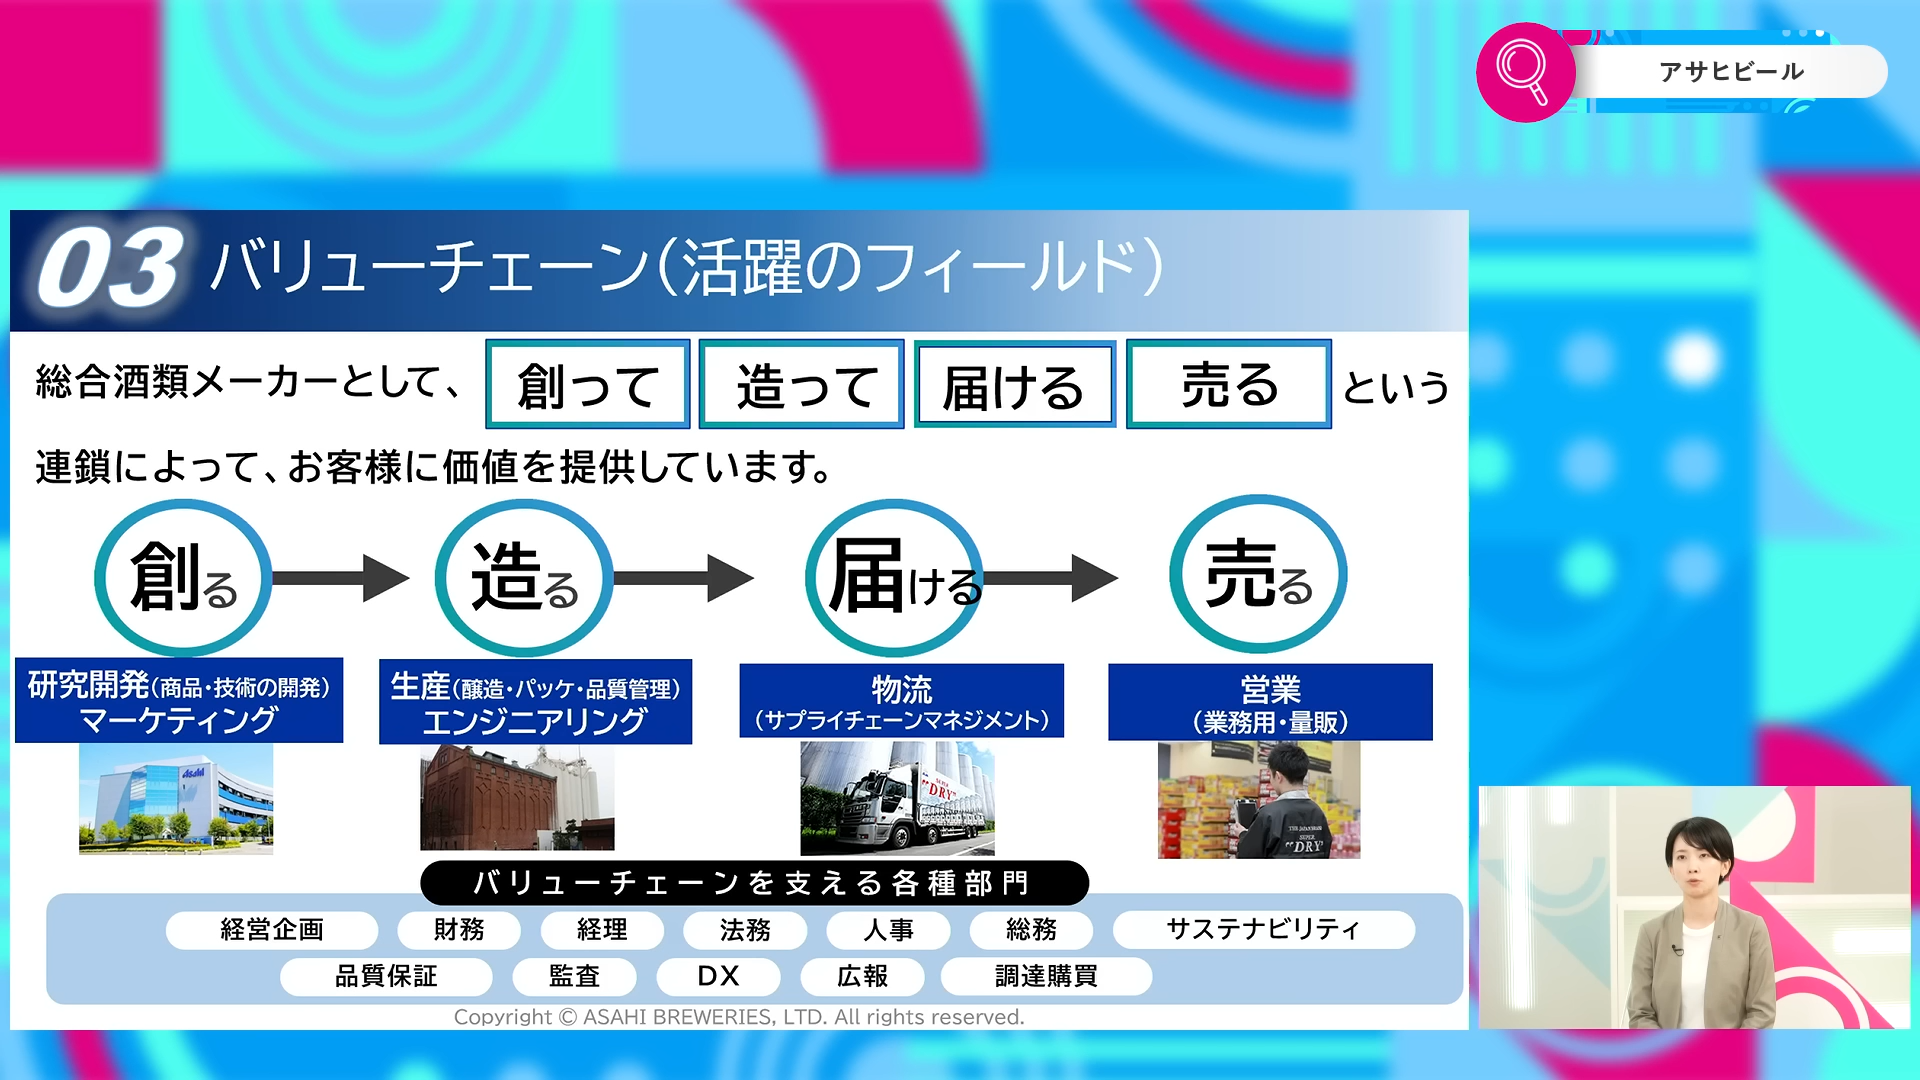 アサヒビール
03 バリューチェーン(活躍のフィールド)
総合酒類メーカーとして、 創って 造って 届ける 売る という
連鎖によって、お客様に価値を提供しています。
創る 造る 届ける 売る
研究開発(商品・技術の開発)
マーケティング
生産(醸造・パッケ・品質管理)
エンジニアリング
物流
(サプライチェーンマネジメント)
営業
(業務用・量販)
Asahi
SUPER
"DRY"
THE JAPAN BRAND
SUPER
"DRY"
バリューチェーンを支える各種部門
経営企画 財務 経理 法務 人事 総務 サステナビリティ
品質保証 監査 DX 広報 調達購買
Copyright © ASAHI BREWERIES, LTD. All rights reserved.